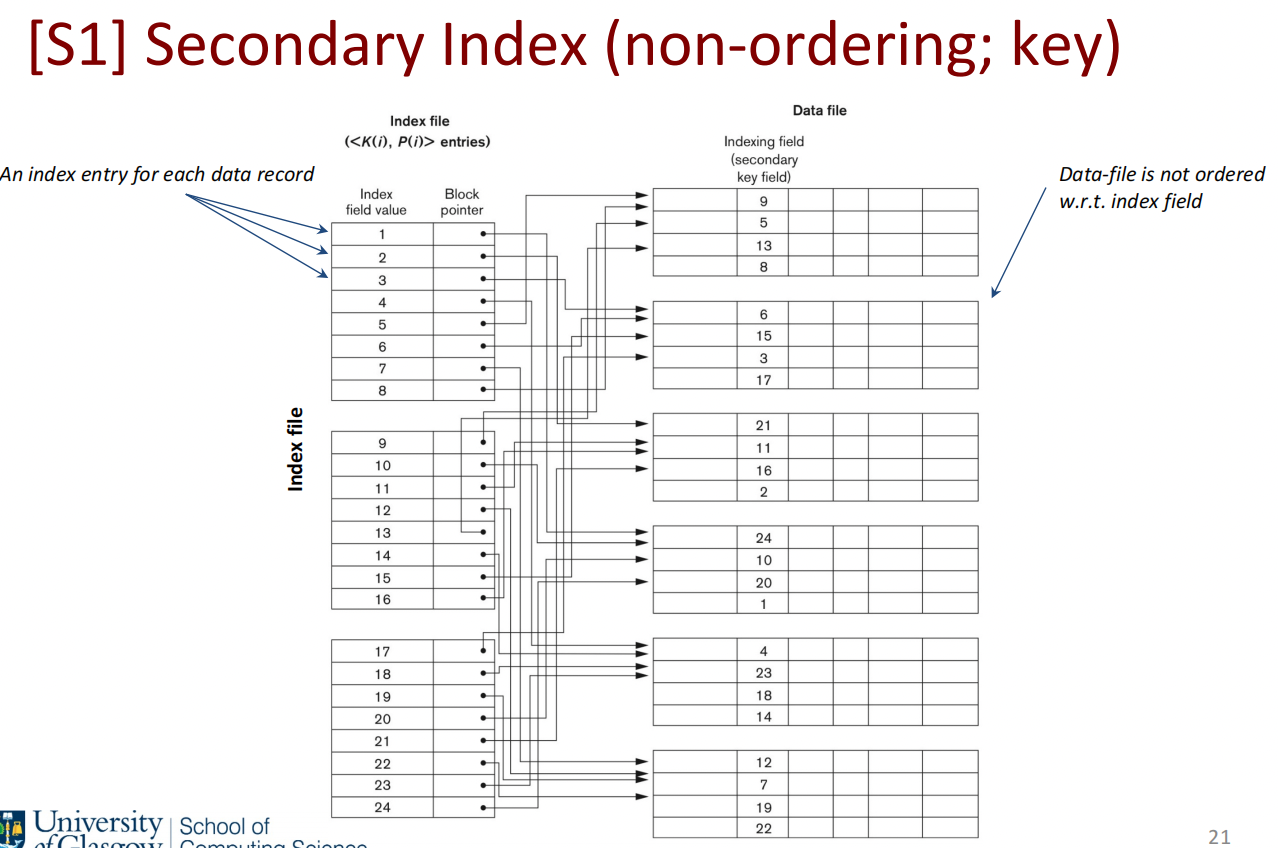 [S1] Secondary Index (non-ordering; key)
Index file
(<K(i), P(i)> entries)
Data file
An index entry for each data record
Index
field value
Block
pointer
Indexing field
(secondary
key field)
Data-file is not ordered
w.r.t. index field
Index file
1
2
3
4
5
6
7
8
9
10
11
12
13
14
15
16
17
18
19
20
21
22
23
24
9
5
13
8
6
15
3
17
21
11
16
2
24
10
20
1
4
23
18
14
12
7
19
22
University
of Glasgow
School of
Computing Science
21